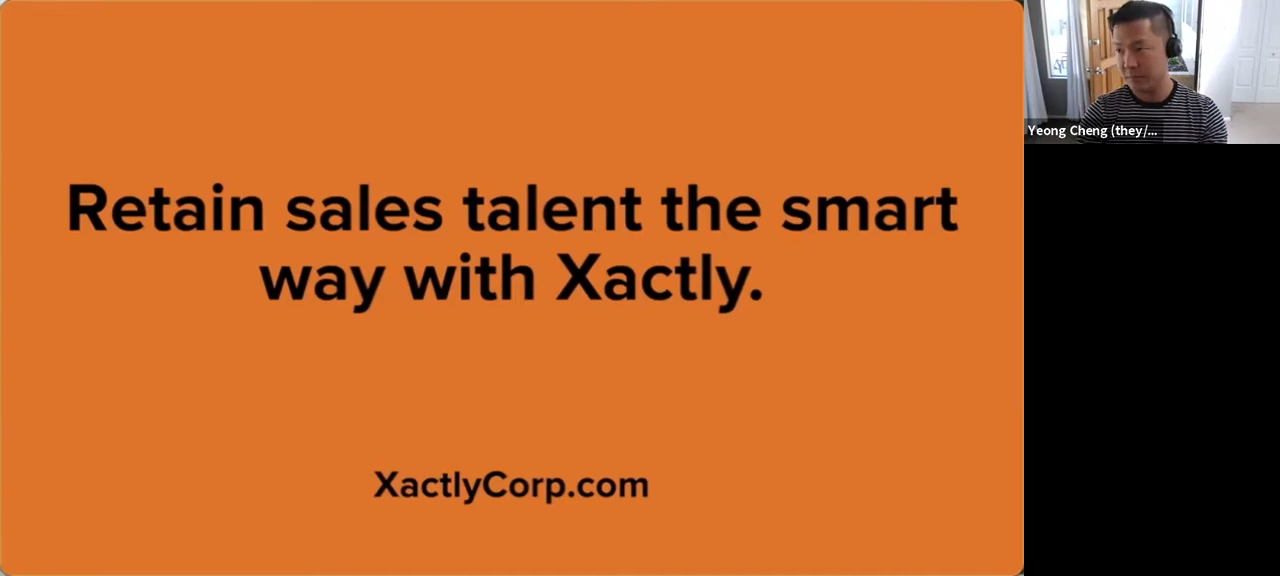 Retain sales talent the smart
way with Xactly.
XactlyCorp.com
Yeong Cheng (they/...